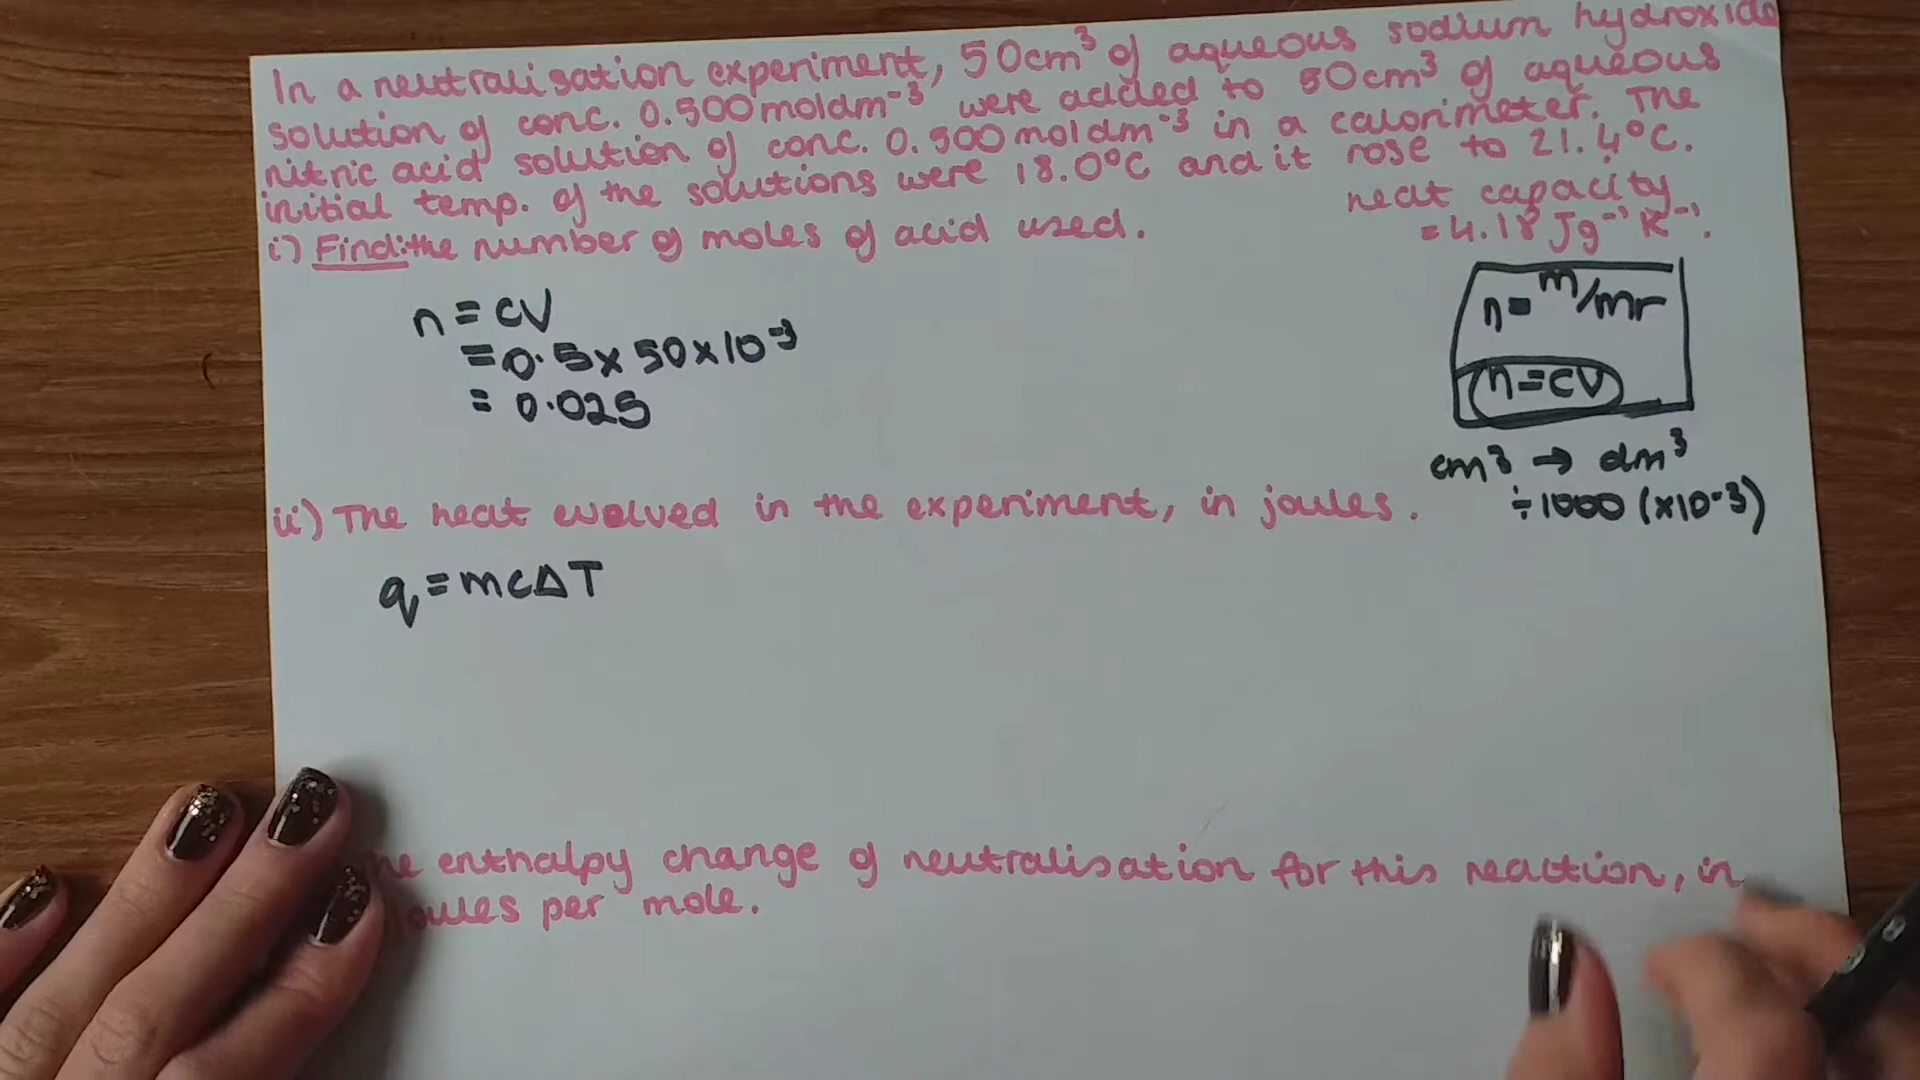 In a neutralisation experiment, 50cm³ of aqueous sodium hydroxide
solution of conc. 0.500moldm⁻³ were added to 50cm³ of aqueous
nitric acid solution of conc. 0.500moldm⁻³ in a calorimeter. The
initial temp. of the solutions were 18.0°C and it rose to 21.4°C.
heat capacity
= 4.18 Jg⁻¹ K⁻¹.
i) Find: the number of moles of acid used.
n = cV
= 0.5 x 50 x 10⁻³
= 0.025
n = m/mr
n = cV
cm³ → dm³
÷1000 (x10⁻³)
ii) The heat evolved in the experiment, in joules.
q = mcΔT
enthalpy change of neutralisation for this reaction, in
joules per mole.